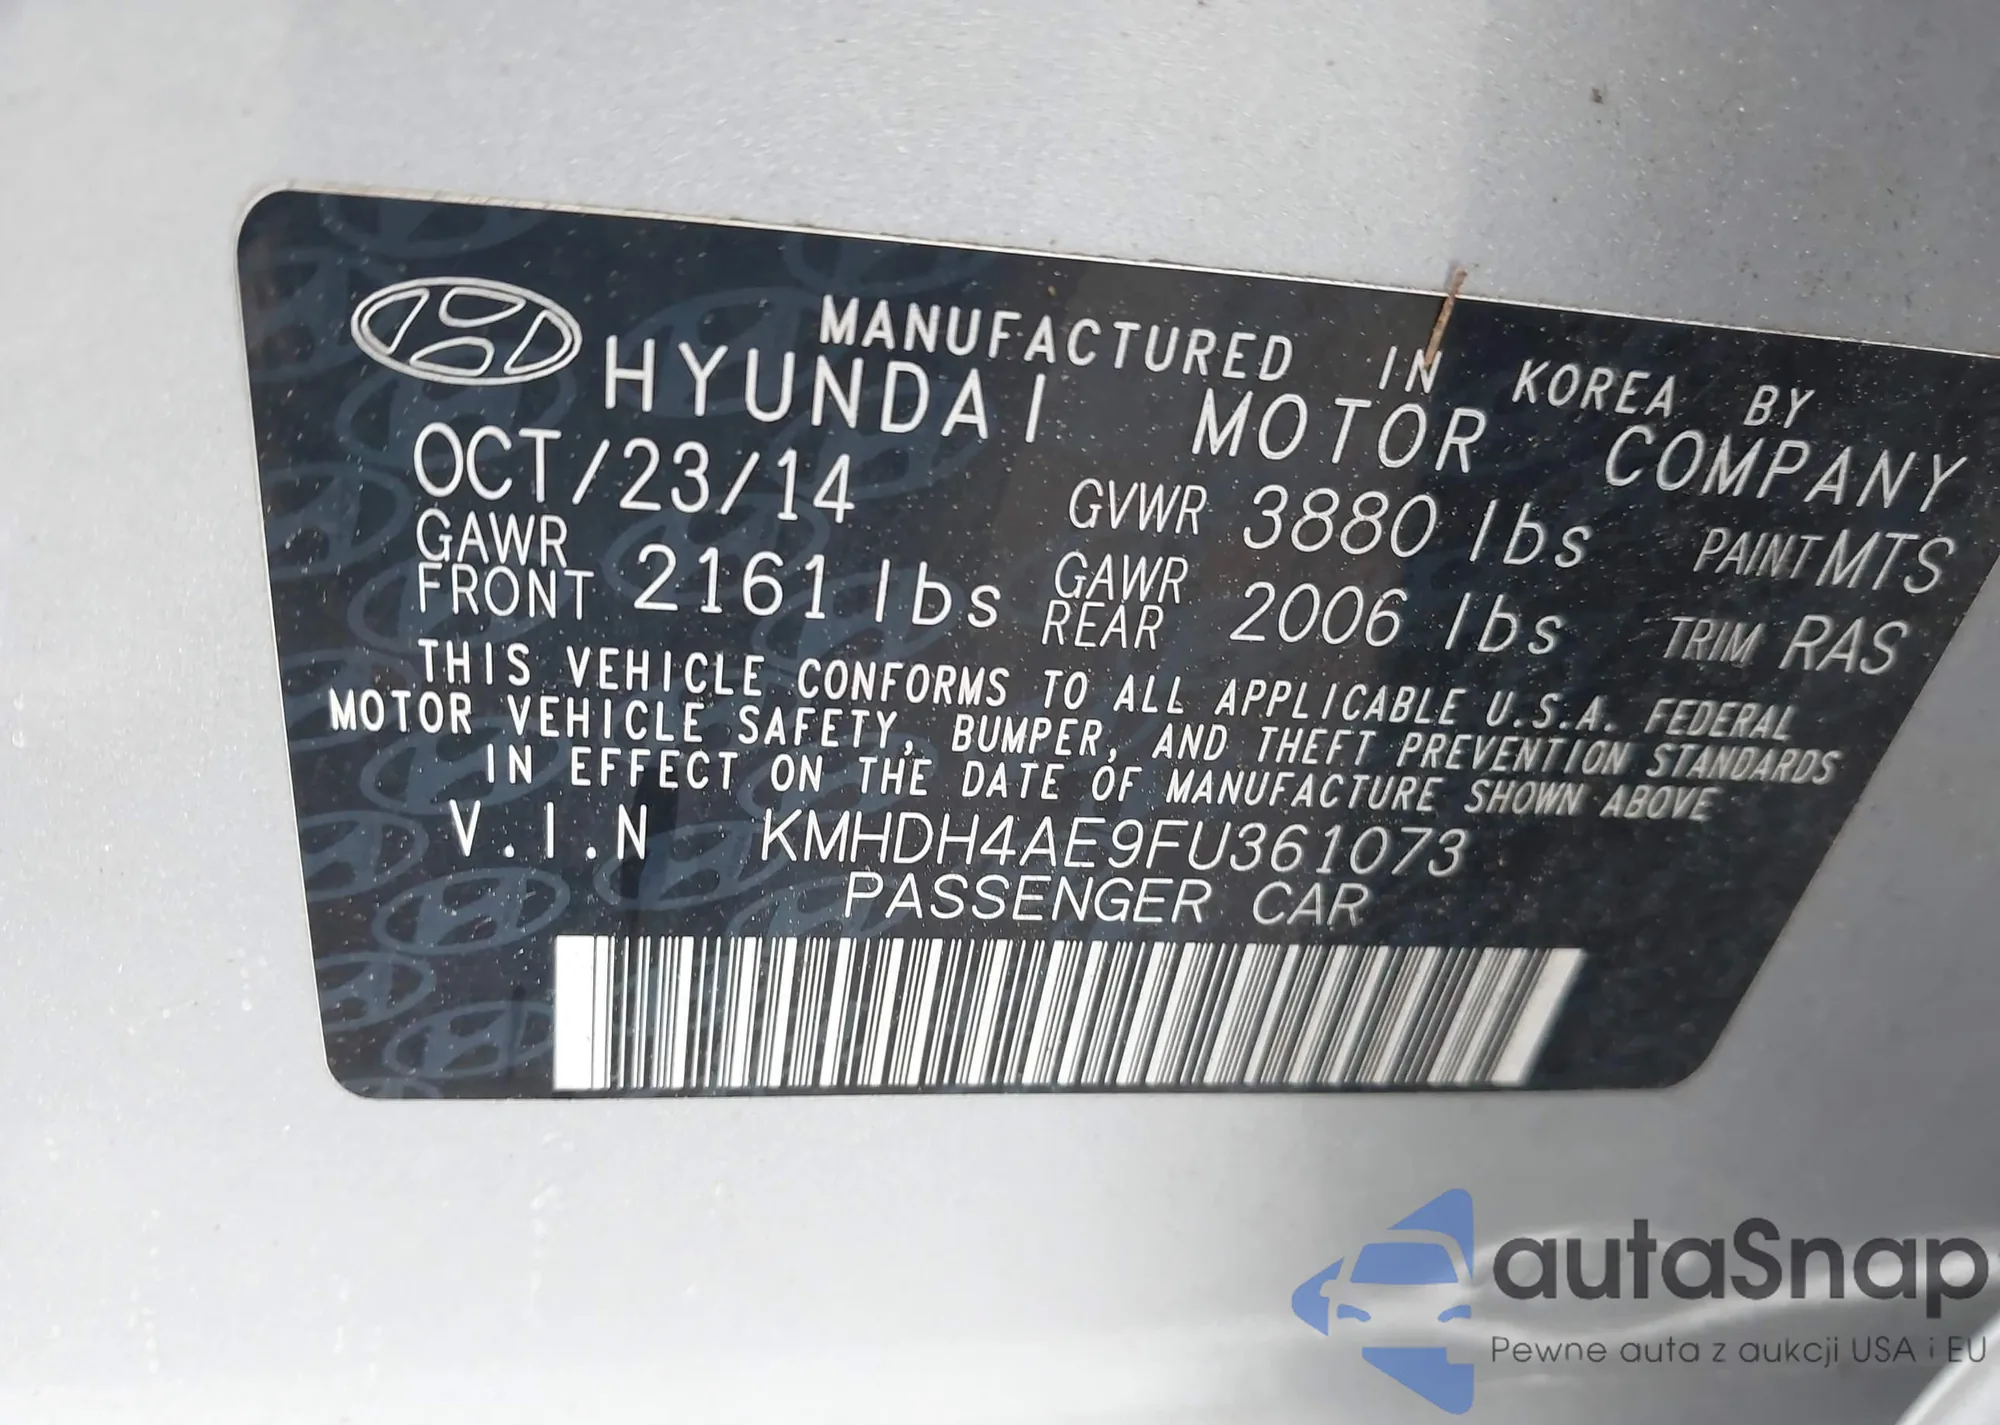 MANUFACTURED IN KOREA BY
HYUNDAI MOTOR COMPANY
OCT/23/14 GVWR 3880 lbs PAINT MTS
GAWR FRONT 2161 lbs GAWR REAR 2006 lbs TRIM RAS
THIS VEHICLE CONFORMS TO ALL APPLICABLE U.S.A. FEDERAL
MOTOR VEHICLE SAFETY, BUMPER, AND THEFT PREVENTION STANDARDS
IN EFFECT ON THE DATE OF MANUFACTURE SHOWN ABOVE
V.I.N KMHDH4AE9FU361073
PASSENGER CAR
autaSnap
Pewne auta z aukcji USA i EU